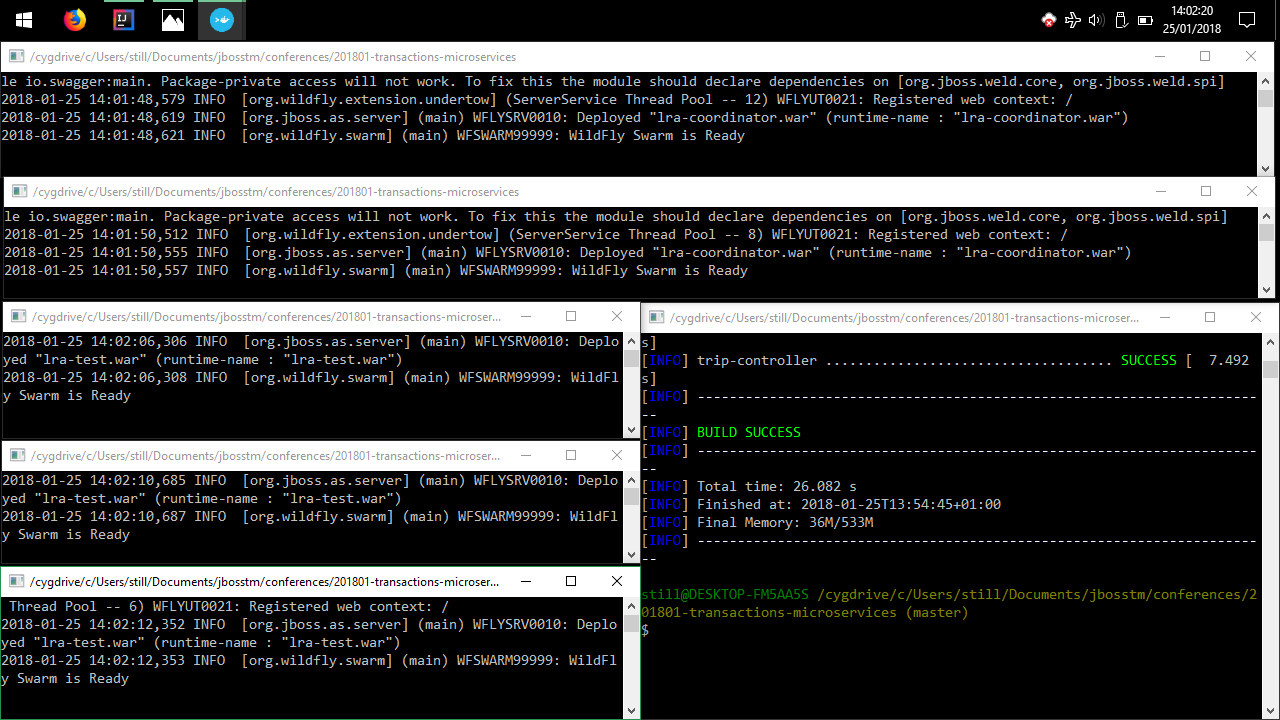 14:02:20
25/01/2018
/cygdrive/c/Users/still/Documents/jbosstm/conferences/201801-transactions-microservices
le io.swagger:main. Package-private access will not work. To fix this the module should declare dependencies on [org.jboss.weld.core, org.jboss.weld.spi]
2018-01-25 14:01:48,579 INFO  [org.wildfly.extension.undertow] (ServerService Thread Pool -- 12) WFLYUT0021: Registered web context: /
2018-01-25 14:01:48,619 INFO  [org.jboss.as.server] (main) WFLYSRV0010: Deployed "lra-coordinator.war" (runtime-name : "lra-coordinator.war")
2018-01-25 14:01:48,621 INFO  [org.wildfly.swarm] (main) WFSWARM99999: WildFly Swarm is Ready
/cygdrive/c/Users/still/Documents/jbosstm/conferences/201801-transactions-microservices
le io.swagger:main. Package-private access will not work. To fix this the module should declare dependencies on [org.jboss.weld.core, org.jboss.weld.spi]
2018-01-25 14:01:50,512 INFO  [org.wildfly.extension.undertow] (ServerService Thread Pool -- 8) WFLYUT0021: Registered web context: /
2018-01-25 14:01:50,555 INFO  [org.jboss.as.server] (main) WFLYSRV0010: Deployed "lra-coordinator.war" (runtime-name : "lra-coordinator.war")
2018-01-25 14:01:50,557 INFO  [org.wildfly.swarm] (main) WFSWARM99999: WildFly Swarm is Ready
/cygdrive/c/Users/still/Documents/jbosstm/conferences/201801-transactions-microser...
2018-01-25 14:02:06,306 INFO  [org.jboss.as.server] (main) WFLYSRV0010: Deplo
yed "lra-test.war" (runtime-name : "lra-test.war")
2018-01-25 14:02:06,308 INFO  [org.wildfly.swarm] (main) WFSWARM99999: WildFl
y Swarm is Ready
/cygdrive/c/Users/still/Documents/jbosstm/conferences/201801-transactions-microser...
2018-01-25 14:02:10,685 INFO  [org.jboss.as.server] (main) WFLYSRV0010: Deplo
yed "lra-test.war" (runtime-name : "lra-test.war")
2018-01-25 14:02:10,687 INFO  [org.wildfly.swarm] (main) WFSWARM99999: WildFl
y Swarm is Ready
/cygdrive/c/Users/still/Documents/jbosstm/conferences/201801-transactions-microser...
 Thread Pool -- 6) WFLYUT0021: Registered web context: /
2018-01-25 14:02:12,352 INFO  [org.jboss.as.server] (main) WFLYSRV0010: Deplo
yed "lra-test.war" (runtime-name : "lra-test.war")
2018-01-25 14:02:12,353 INFO  [org.wildfly.swarm] (main) WFSWARM99999: WildFl
y Swarm is Ready
/cygdrive/c/Users/still/Documents/jbosstm/conferences/201801-transactions-microser...
s]
[INFO] trip-controller .................................... SUCCESS [  7.492
s]
[INFO] ----------------------------------------------------------------------
--
[INFO] BUILD SUCCESS
[INFO] ----------------------------------------------------------------------
--
[INFO] Total time: 26.082 s
[INFO] Finished at: 2018-01-25T13:54:45+01:00
[INFO] Final Memory: 36M/533M
[INFO] ----------------------------------------------------------------------
--
still@DESKTOP-FM5AA5S /cygdrive/c/Users/still/Documents/jbosstm/conferences/2
01801-transactions-microservices (master)
$